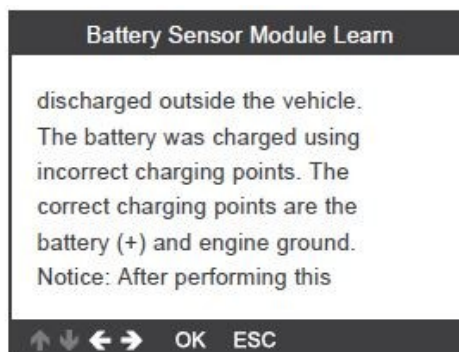 Battery Sensor Module Learn
discharged outside the vehicle.
The battery was charged using
incorrect charging points. The
correct charging points are the
battery (+) and engine ground.
Notice: After performing this
OK ESC